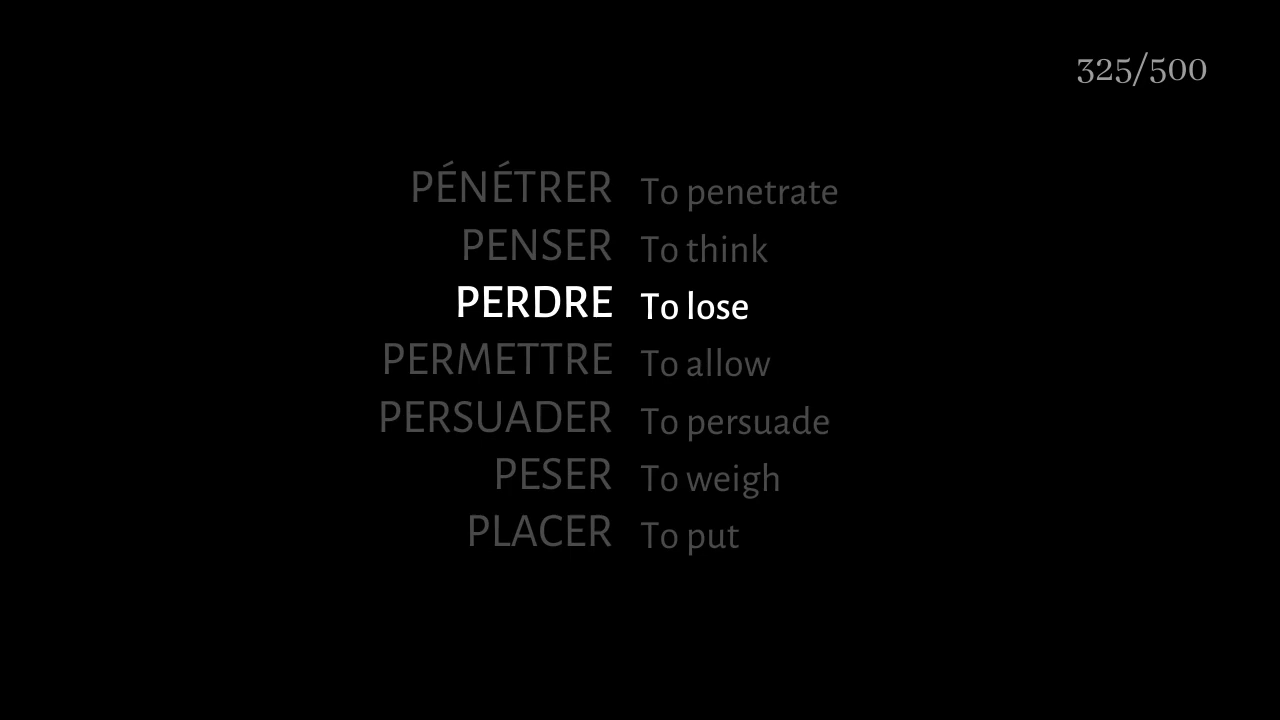 325/500
PÉNÉTRER To penetrate
PENSER To think
PERDRE To lose
PERMETTRE To allow
PERSUADER To persuade
PESER To weigh
PLACER To put